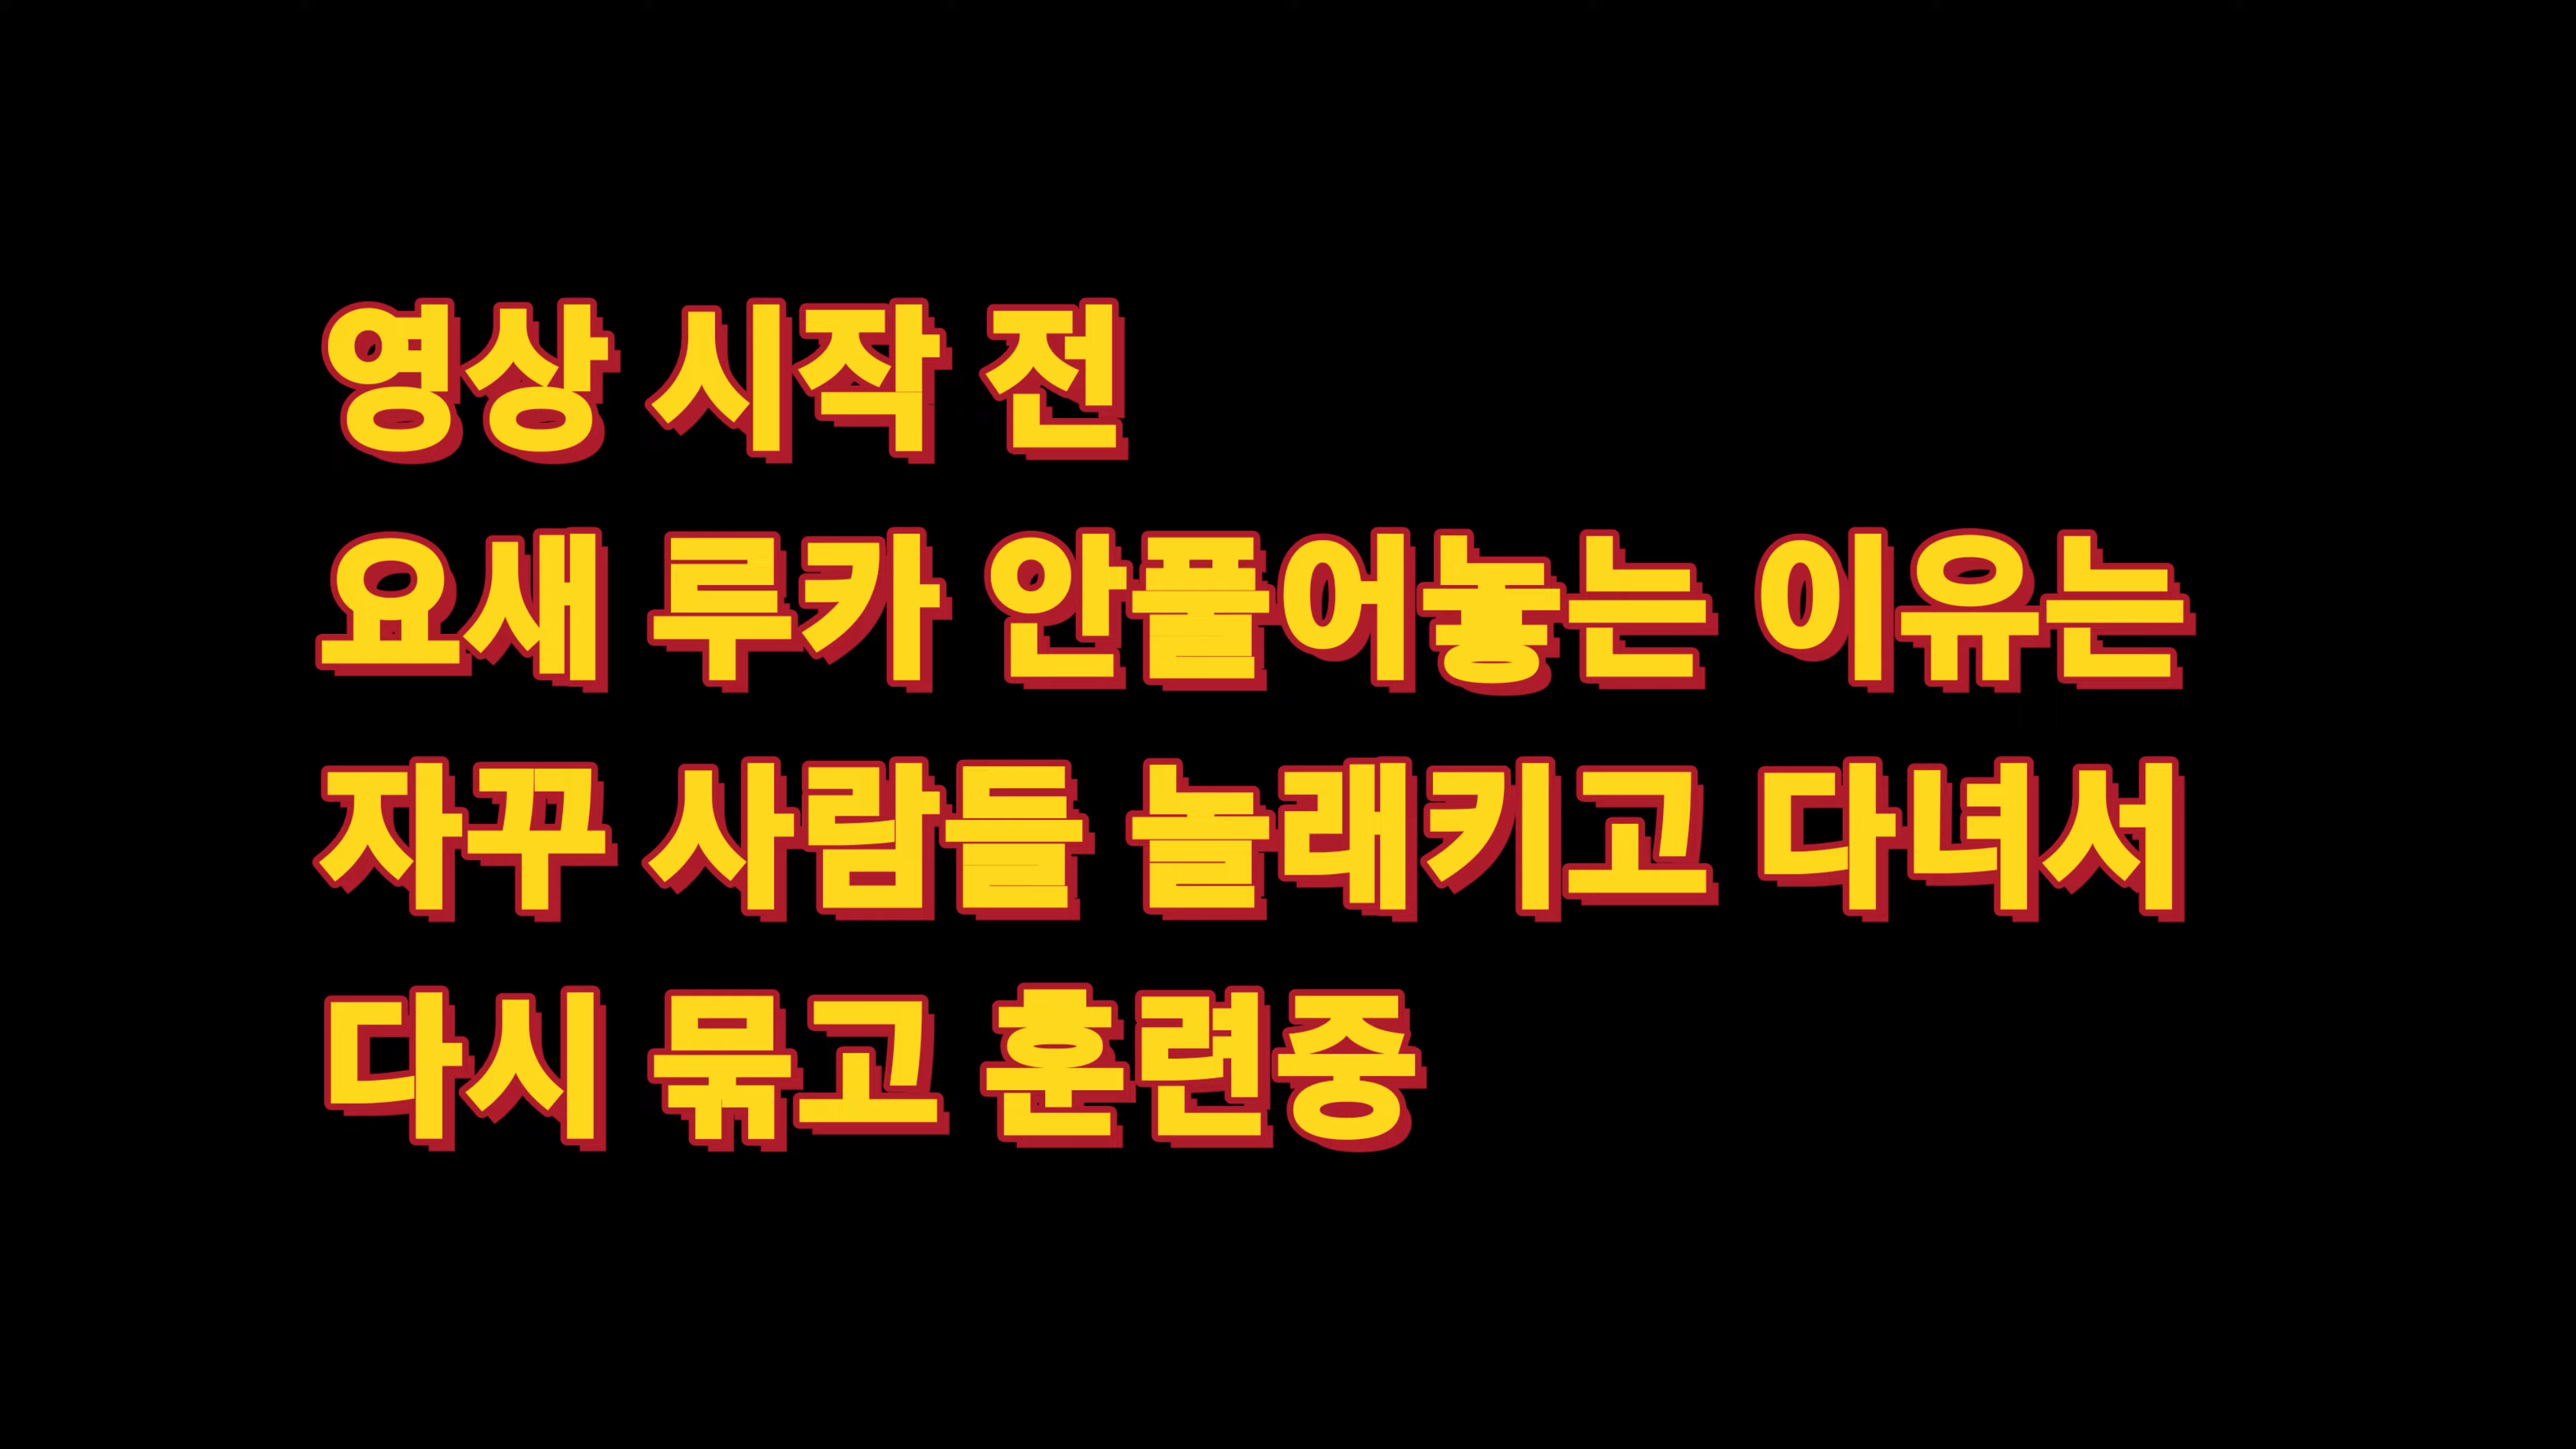 영상 시작 전
요새 루카 안풀어놓는 이유는
자꾸 사람들 놀래키고 다녀서
다시 묶고 훈련중